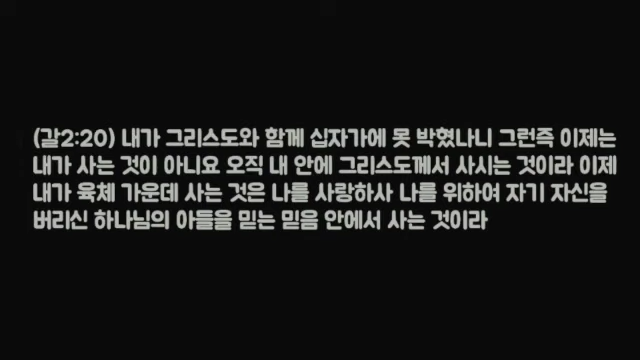 (갈2:20) 내가 그리스도와 함께 십자가에 못 박혔나니 그런즉 이제는
내가 사는 것이 아니요 오직 내 안에 그리스도께서 사시는 것이라 이제
내가 육체 가운데 사는 것은 나를 사랑하사 나를 위하여 자기 자신을
버리신 하나님의 아들을 믿는 믿음 안에서 사는 것이라